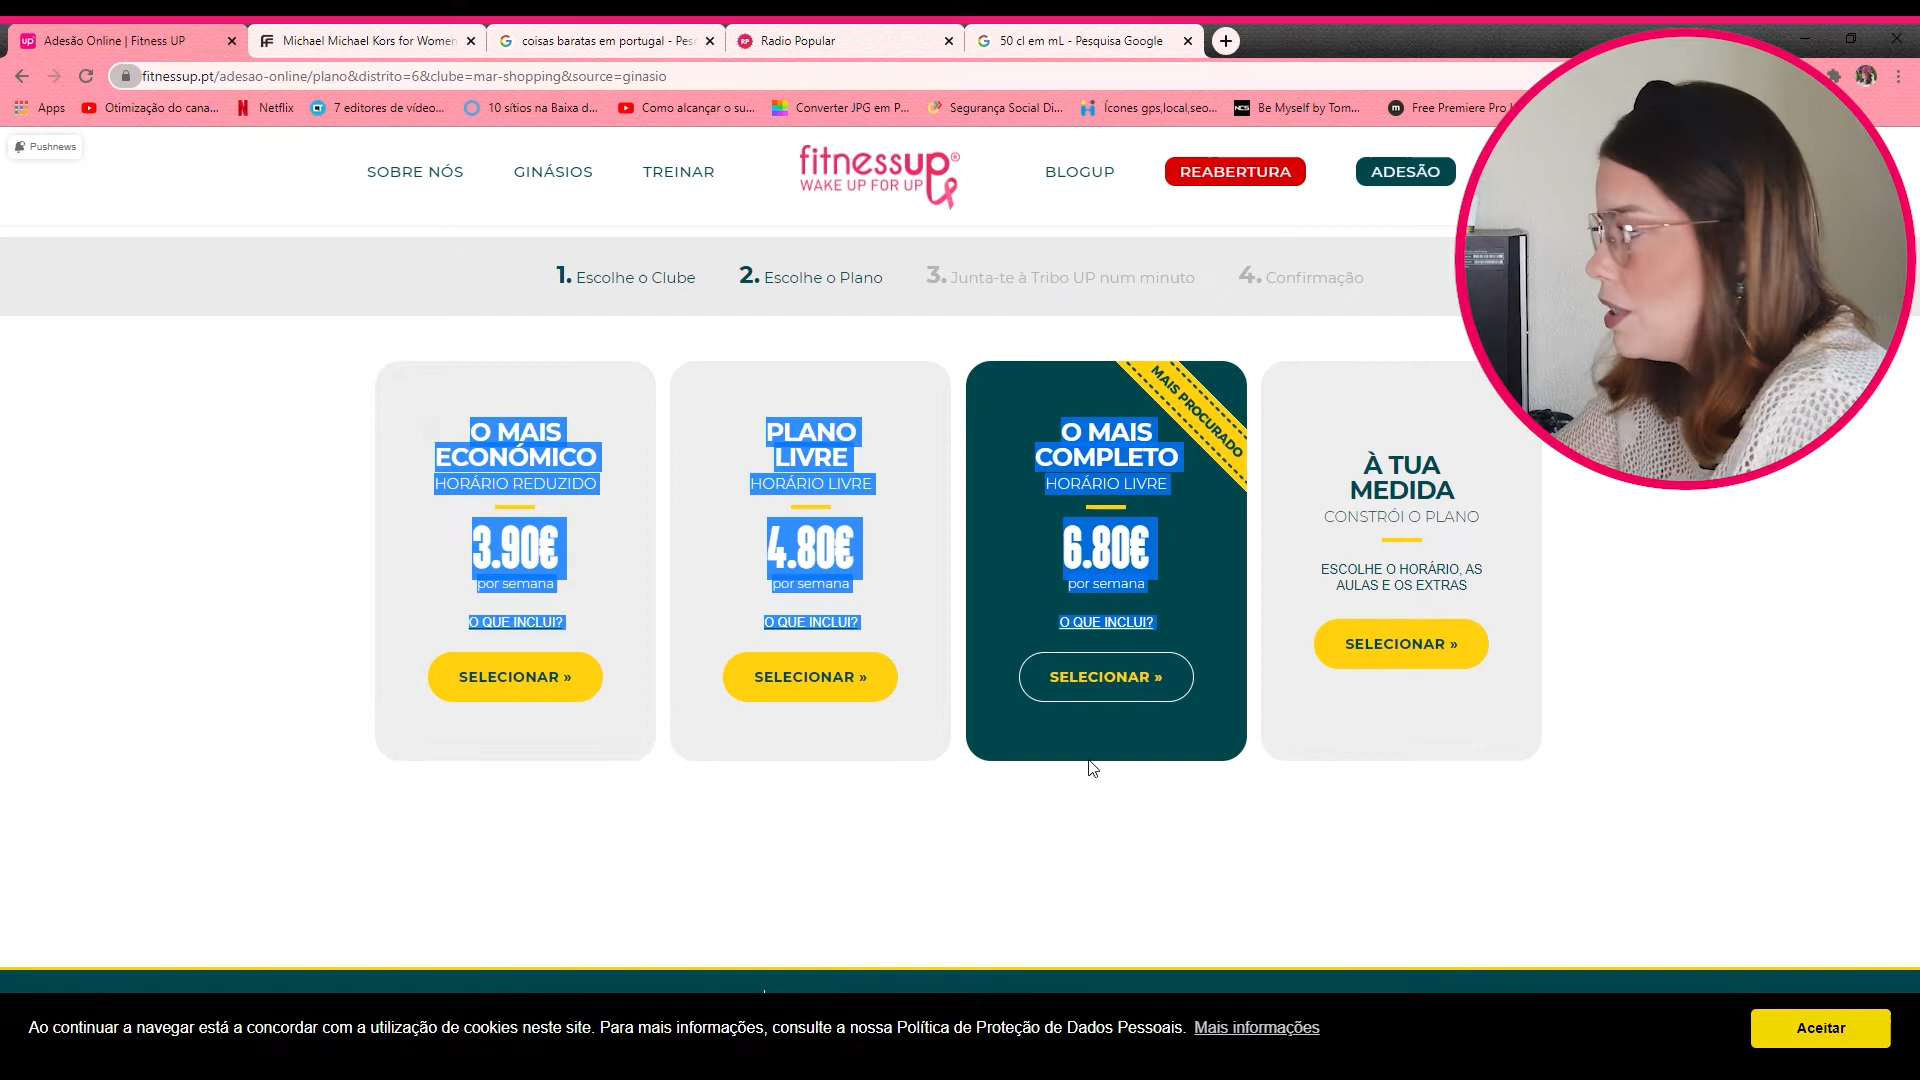 Adesão Online | Fitness UP
Michael Michael Kors for Women
coisas baratas em portugal - Pes
Radio Popular
50 cl em mL - Pesquisa Google
fitnessup.pt/adesao-online/plano&distrito=6&clube=mar-shopping&source=ginasio
Apps
Otimização do cana...
Netflix
7 editores de vídeo...
10 sítios na Baixa d...
Como alcançar o su...
Converter JPG em P...
Segurança Social Di...
Ícones gps,local,seo...
Be Myself by Tom...
Free Premiere Pro
Pushnews
SOBRE NÓS
GINÁSIOS
TREINAR
fitnessup®
WAKE UP FOR UP
BLOGUP
REABERTURA
ADESÃO
1. Escolhe o Clube
2. Escolhe o Plano
3. Junta-te à Tribo UP num minuto
4. Confirmação
O MAIS
ECONÓMICO
HORÁRIO REDUZIDO
3.90€
por semana
O QUE INCLUI?
SELECIONAR »
PLANO
LIVRE
HORÁRIO LIVRE
4.80€
por semana
O QUE INCLUI?
SELECIONAR »
MAIS PROCURADO
O MAIS
COMPLETO
HORÁRIO LIVRE
6.80€
por semana
O QUE INCLUI?
SELECIONAR »
À TUA
MEDIDA
CONSTRÓI O PLANO
ESCOLHE O HORÁRIO, AS
AULAS E OS EXTRAS
SELECIONAR »
Ao continuar a navegar está a concordar com a utilização de cookies neste site. Para mais informações, consulte a nossa Política de Proteção de Dados Pessoais. Mais informações
Aceitar